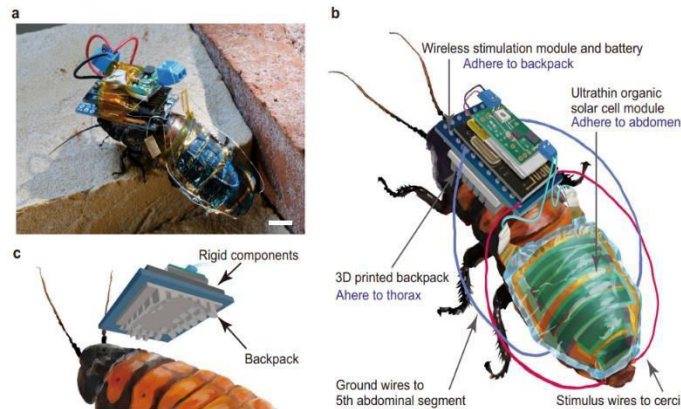 a
b
Wireless stimulation module and battery
Adhere to backpack
Ultrathin organic
solar cell module
Adhere to abdomen
c
Rigid components
Backpack
3D printed backpack
Ahere to thorax
Ground wires to
5th abdominal segment
Stimulus wires to cerci